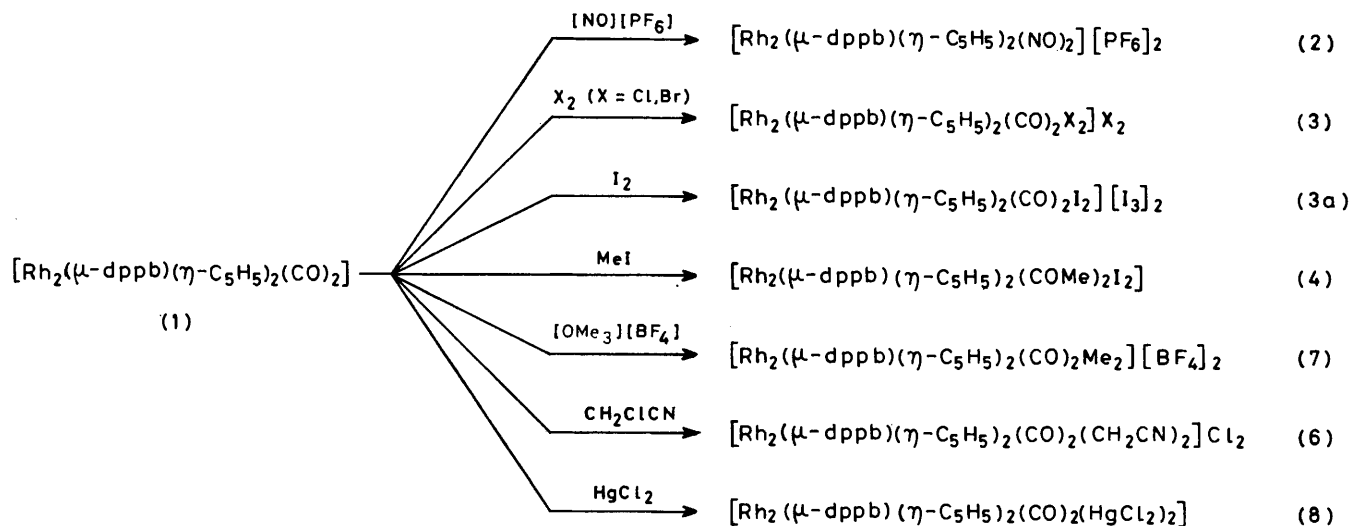 [NO][PF₆]
[Rh₂(μ-dppb)(η-C₅H₅)₂(NO)₂][PF₆]₂ (2)
X₂ (X = Cl,Br)
[Rh₂(μ-dppb)(η-C₅H₅)₂(CO)₂X₂]X₂ (3)
I₂
[Rh₂(μ-dppb)(η-C₅H₅)₂(CO)₂I₂][I₃]₂ (3a)
[Rh₂(μ-dppb)(η-C₅H₅)₂(CO)₂]
(1)
MeI
[Rh₂(μ-dppb)(η-C₅H₅)₂(COMe)₂I₂] (4)
[OMe₃][BF₄]
[Rh₂(μ-dppb)(η-C₅H₅)₂(CO)₂Me₂][BF₄]₂ (7)
CH₂ClCN
[Rh₂(μ-dppb)(η-C₅H₅)₂(CO)₂(CH₂CN)₂]Cl₂ (6)
HgCl₂
[Rh₂(μ-dppb)(η-C₅H₅)₂(CO)₂(HgCl₂)₂] (8)